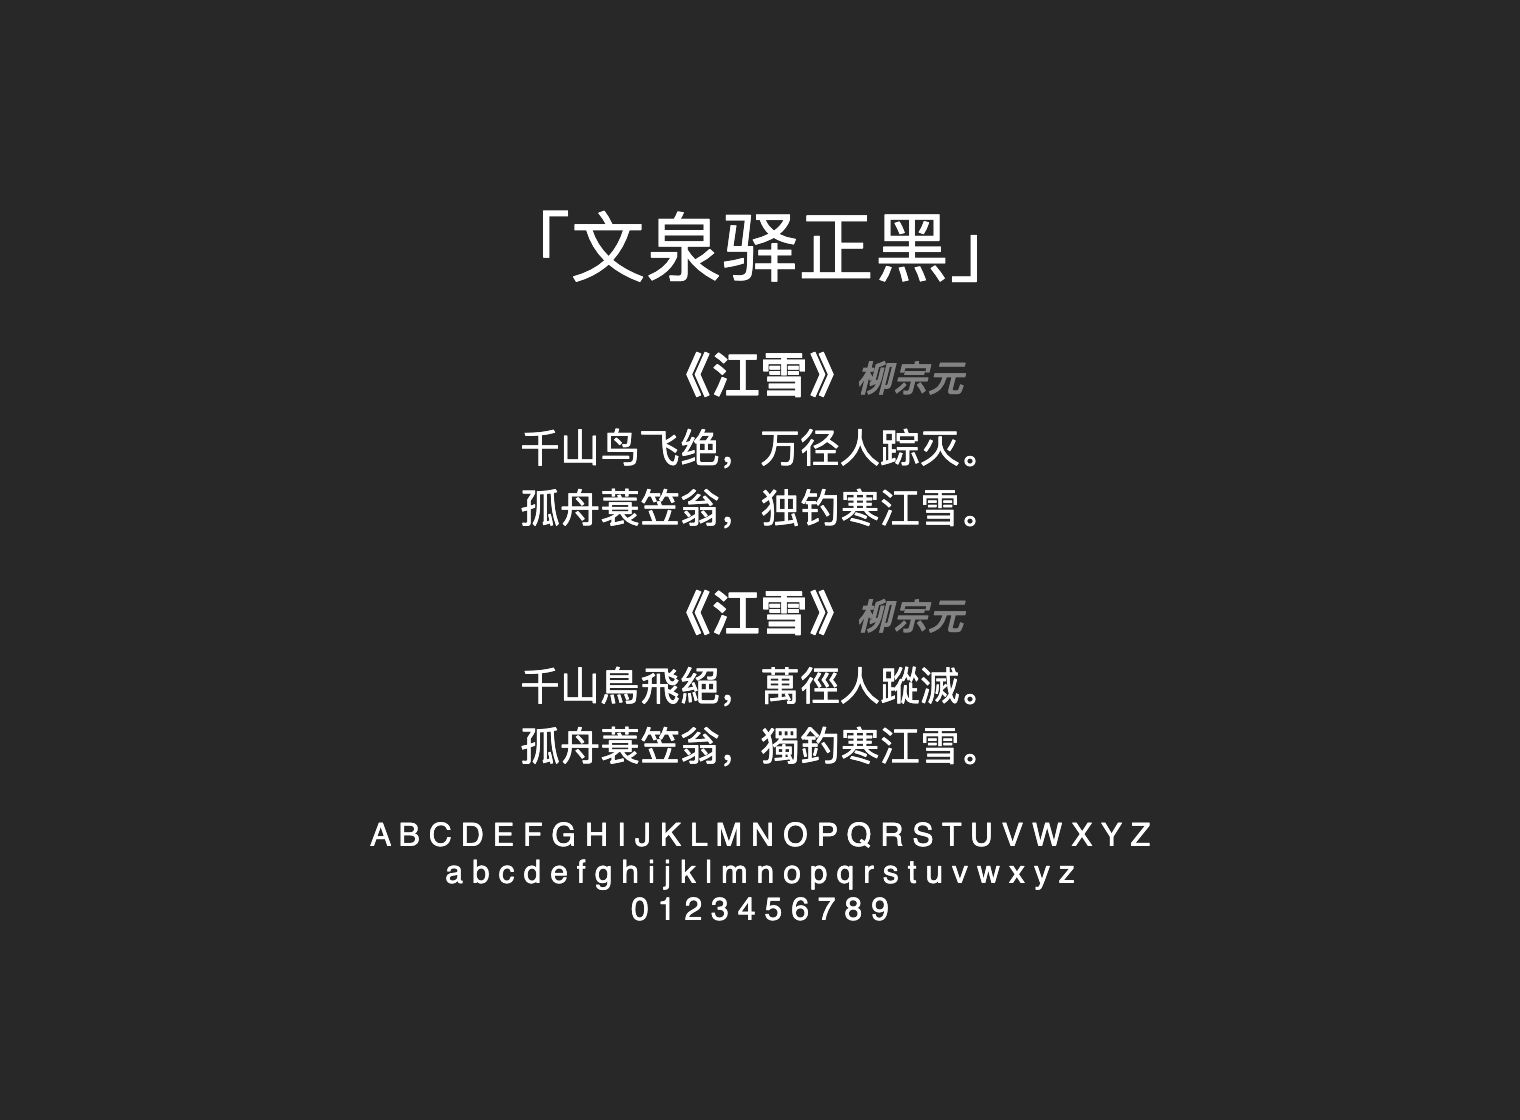 「文泉驿正黑」
《江雪》柳宗元
千山鸟飞绝，万径人踪灭。
孤舟蓑笠翁，独钓寒江雪。
《江雪》柳宗元
千山鳥飛絕，萬徑人蹤滅。
孤舟蓑笠翁，獨釣寒江雪。
A B C D E F G H I J K L M N O P Q R S T U V W X Y Z
a b c d e f g h i j k l m n o p q r s t u v w x y z
0 1 2 3 4 5 6 7 8 9